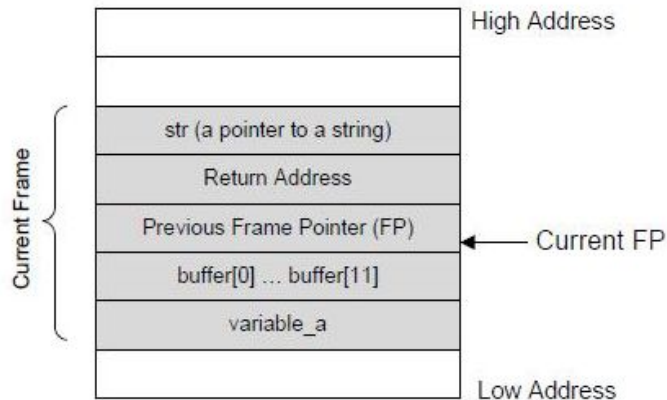 High Address
str (a pointer to a string)
Return Address
Previous Frame Pointer (FP)
Current FP
buffer[0] ... buffer[11]
variable_a
Low Address
Current Frame